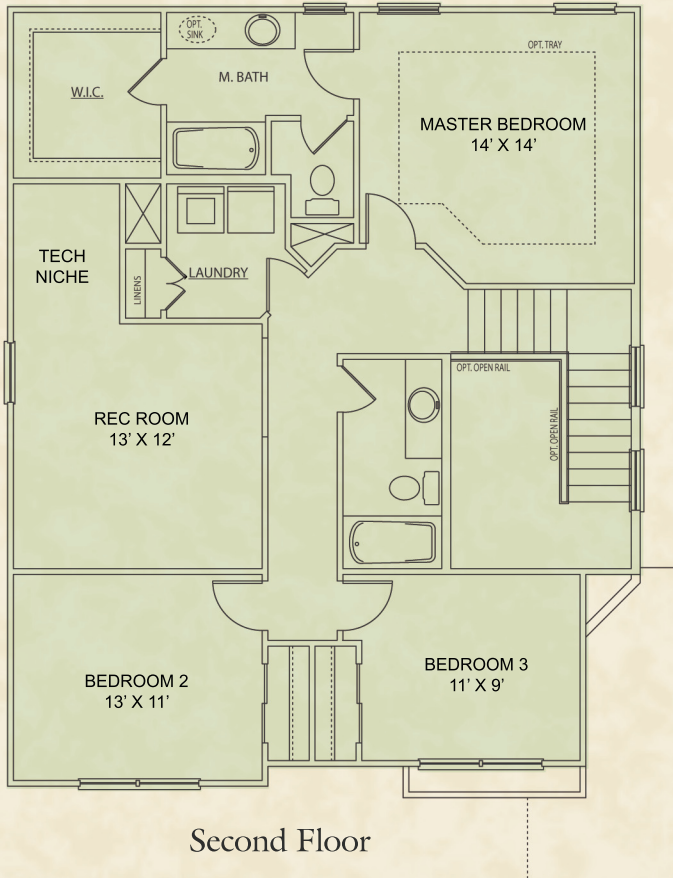 OPT.
SINK
M. BATH
W.I.C.
OPT. TRAY
MASTER BEDROOM
14’ X 14’
TECH
NICHE
LINENS
LAUNDRY
OPT. OPEN RAIL
OPT. OPEN RAIL
REC ROOM
13’ X 12’
BEDROOM 2
13’ X 11’
BEDROOM 3
11’ X 9’
Second Floor